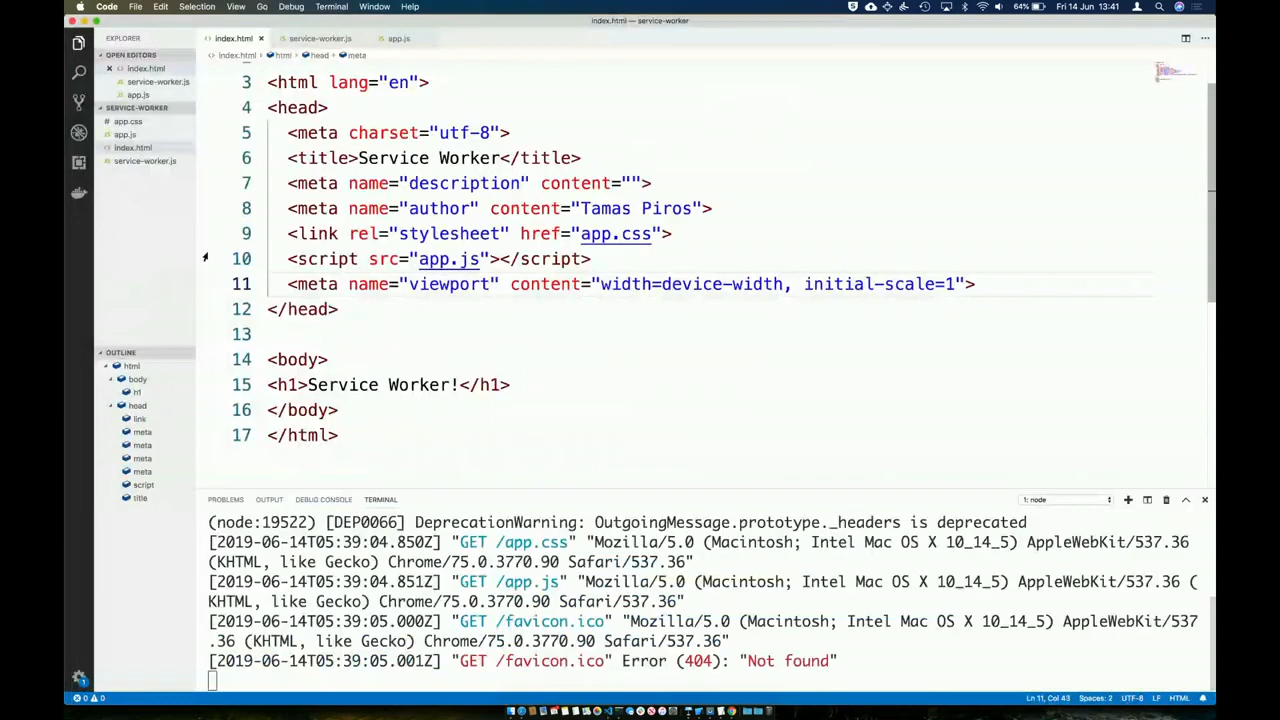 Code File Edit Selection View Go Debug Terminal Window Help 64% Fri 14 Jun 13:41
index.html — service-worker
EXPLORER
OPEN EDITORS
index.html
service-worker.js
app.js
SERVICE-WORKER
app.css
app.js
index.html
service-worker.js
OUTLINE
html
body
h1
head
link
meta
meta
meta
meta
script
title
index.html service-worker.js app.js
index.html html head meta
3 <html lang="en">
4 <head>
5 <meta charset="utf-8">
6 <title>Service Worker</title>
7 <meta name="description" content="">
8 <meta name="author" content="Tamas Piros">
9 <link rel="stylesheet" href="app.css">
10 <script src="app.js"></script>
11 <meta name="viewport" content="width=device-width, initial-scale=1">
12 </head>
13
14 <body>
15 <h1>Service Worker!</h1>
16 </body>
17 </html>
PROBLEMS OUTPUT DEBUG CONSOLE TERMINAL 1: node
(node:19522) [DEP0066] DeprecationWarning: OutgoingMessage.prototype._headers is deprecated
[2019-06-14T05:39:04.850Z] "GET /app.css" "Mozilla/5.0 (Macintosh; Intel Mac OS X 10_14_5) AppleWebKit/537.36
(KHTML, like Gecko) Chrome/75.0.3770.90 Safari/537.36"
[2019-06-14T05:39:04.851Z] "GET /app.js" "Mozilla/5.0 (Macintosh; Intel Mac OS X 10_14_5) AppleWebKit/537.36 (
KHTML, like Gecko) Chrome/75.0.3770.90 Safari/537.36"
[2019-06-14T05:39:05.000Z] "GET /favicon.ico" "Mozilla/5.0 (Macintosh; Intel Mac OS X 10_14_5) AppleWebKit/537
.36 (KHTML, like Gecko) Chrome/75.0.3770.90 Safari/537.36"
[2019-06-14T05:39:05.001Z] "GET /favicon.ico" Error (404): "Not found"
0 0 Ln 11, Col 43 Spaces: 2 UTF-8 LF HTML